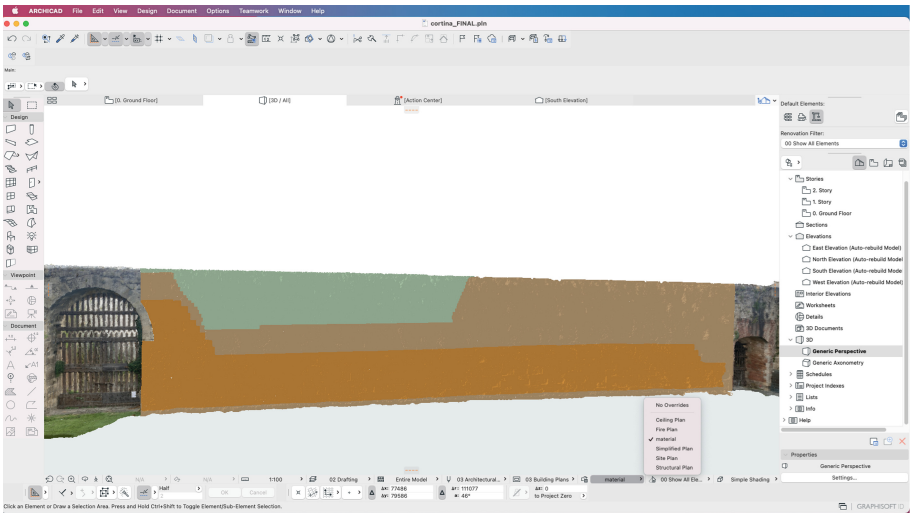 ARCHICAD File Edit View Design Document Options Teamwork Window Help
cortina_FINAL.pln
Main:
[0. Ground Floor]
[3D / All]
[Action Center]
[South Elevation]
Default Elements:
Design
Renovation Filter:
00 Show All Elements
Stories
2. Story
1. Story
0. Ground Floor
Sections
Elevations
East Elevation (Auto-rebuild Model)
North Elevation (Auto-rebuild Model
South Elevation (Auto-rebuild Mode
West Elevation (Auto-rebuild Model)
Viewpoint
Interior Elevations
Worksheets
Details
Document
3D Documents
3D
Generic Perspective
Generic Axonometry
Schedules
Project Indexes
Lists
Info
Help
No Overrides
Ceiling Plan
Fire Plan
material
Simplified Plan
Site Plan
Structural Plan
Properties
Generic Perspective
Settings...
N/A
N/A
1:100
02 Drafting
Entire Model
03 Architectural...
03 Building Plans
material
00 Show All Ele...
Simple Shading
Half
2
OK
Cancel
77486
79586
111077
46°
0
to Project Zero
Click an Element or Draw a Selection Area. Press and Hold Ctrl+Shift to Toggle Element/Sub-Element Selection.
GRAPHISOFT ID